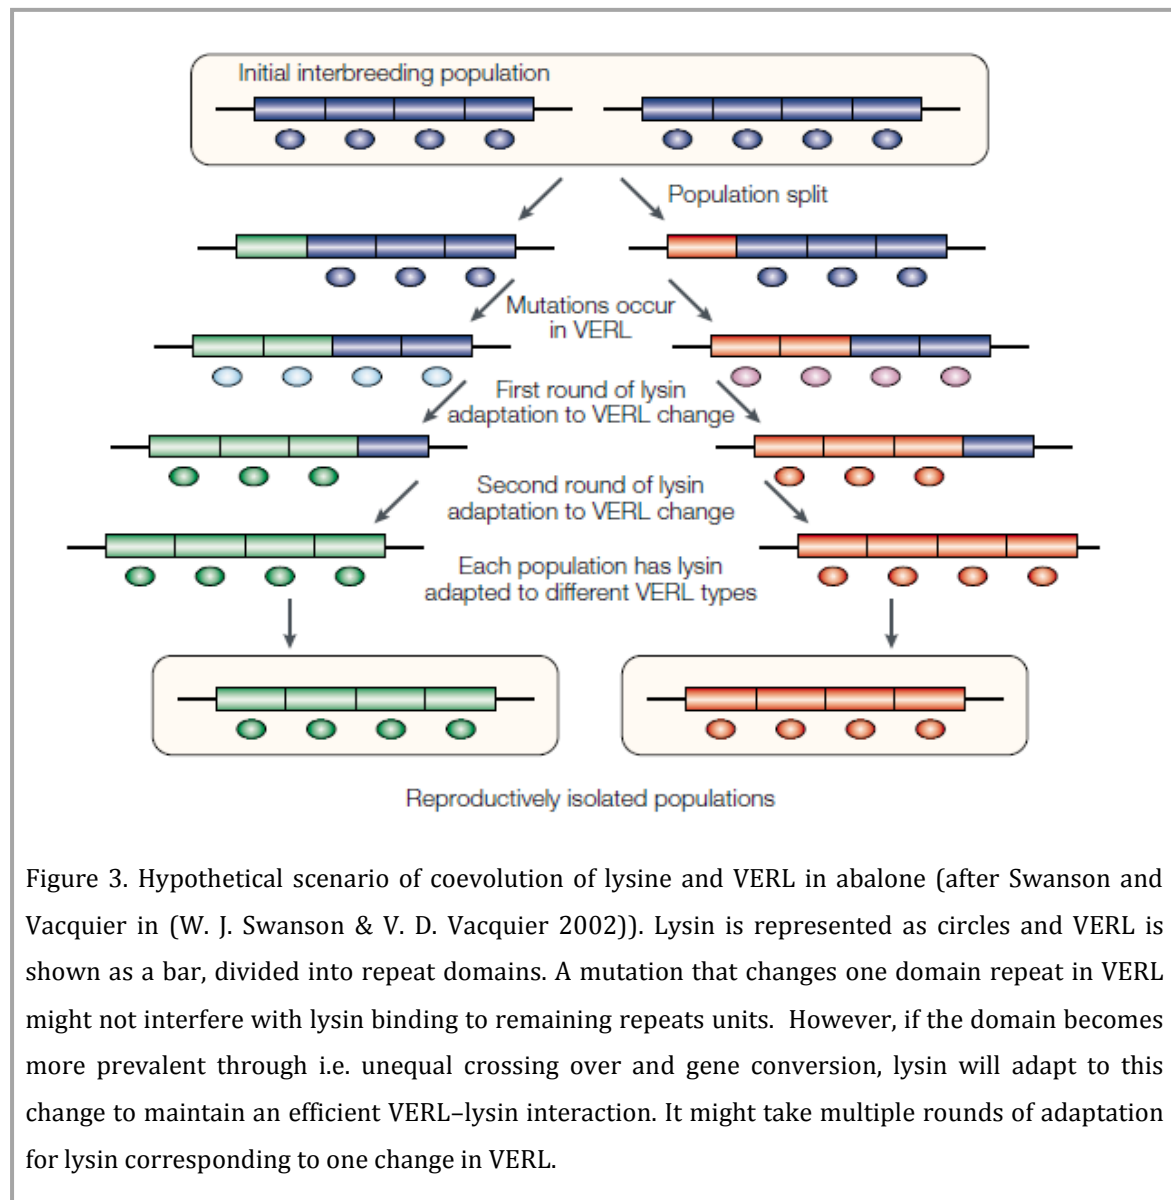 Initial interbreeding population
Population split
Mutations occur
in VERL
First round of lysin
adaptation to VERL change
Second round of lysin
adaptation to VERL change
Each population has lysin
adapted to different VERL types
Reproductively isolated populations
Figure 3. Hypothetical scenario of coevolution of lysine and VERL in abalone (after Swanson and
Vacquier in (W. J. Swanson & V. D. Vacquier 2002)). Lysin is represented as circles and VERL is
shown as a bar, divided into repeat domains. A mutation that changes one domain repeat in VERL
might not interfere with lysin binding to remaining repeats units. However, if the domain becomes
more prevalent through i.e. unequal crossing over and gene conversion, lysin will adapt to this
change to maintain an efficient VERL–lysin interaction. It might take multiple rounds of adaptation
for lysin corresponding to one change in VERL.